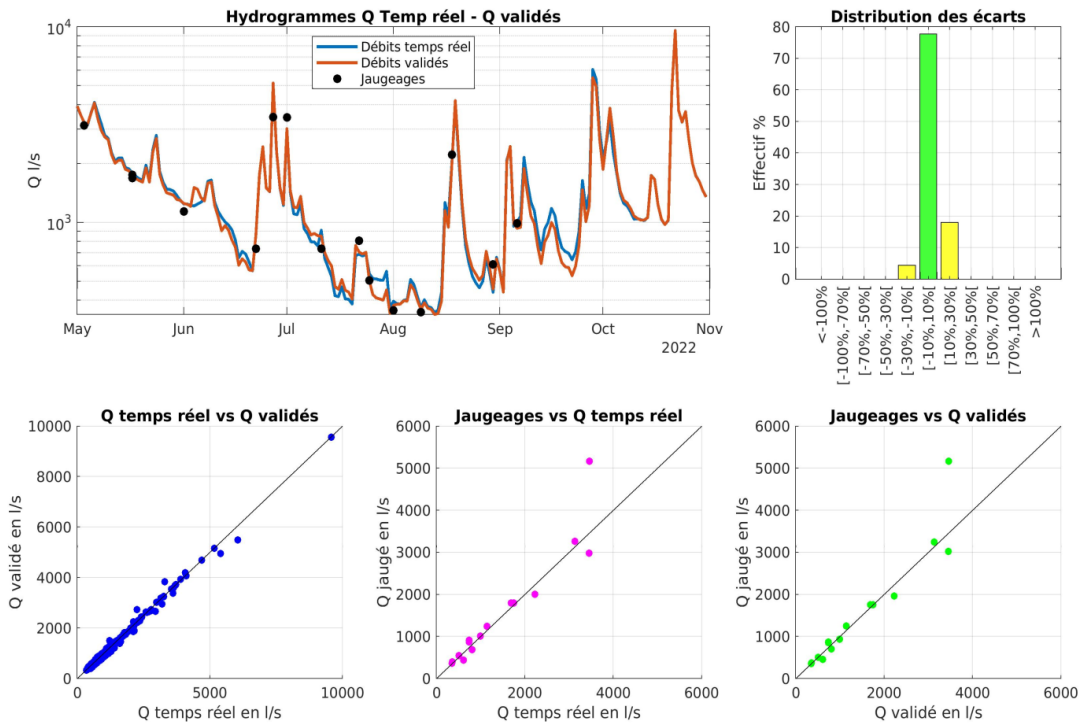 Hydrogrammes Q Temp réel - Q validés
10^4
10^3
Q l/s
Débits temps réel
Débits validés
Jaugeages
May
Jun
Jul
Aug
Sep
Oct
Nov
2022
Distribution des écarts
80
70
60
50
40
30
20
10
0
Effectif %
<-100%
[-100%,-70%[
[-70%,-50%[
[-50%,-30%[
[-30%,-10%[
[-10%,10%[
[10%,30%[
[30%,50%[
[50%,70%[
[70%,100%[
>100%
Q temps réel vs Q validés
10000
8000
6000
4000
2000
0
Q validé en l/s
0
5000
10000
Q temps réel en l/s
Jaugeages vs Q temps réel
6000
5000
4000
3000
2000
1000
0
Q jaugé en l/s
0
2000
4000
6000
Q temps réel en l/s
Jaugeages vs Q validés
6000
5000
4000
3000
2000
1000
0
Q jaugé en l/s
0
2000
4000
6000
Q validé en l/s